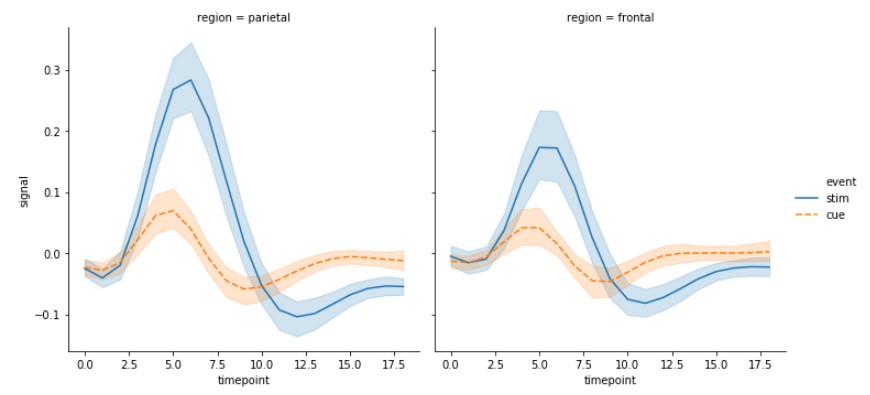 region = parietal
region = frontal
signal
0.3
0.2
0.1
0.0
−0.1
0.0 2.5 5.0 7.5 10.0 12.5 15.0 17.5
timepoint
0.0 2.5 5.0 7.5 10.0 12.5 15.0 17.5
timepoint
event
stim
cue